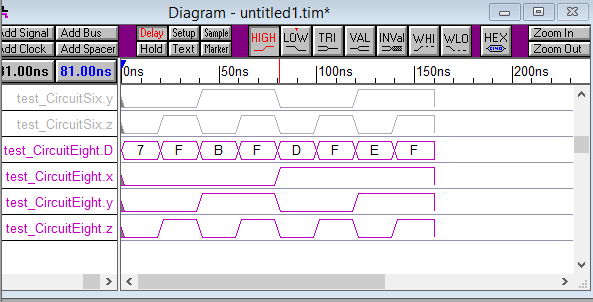 Diagram - untitled1.tim*
Add Signal Add Bus Delay Setup Sample HIGH LOW TRI VAL INVal WHI WLO HEX Zoom In
Add Clock Add Spacer Hold Text Marker Zoom Out
81.00ns 81.00ns 0ns 50ns 100ns 150ns 200ns
test_CircuitSix.y
test_CircuitSix.z
test_CircuitEight.D 7 F B F D F E F
test_CircuitEight.x
test_CircuitEight.y
test_CircuitEight.z